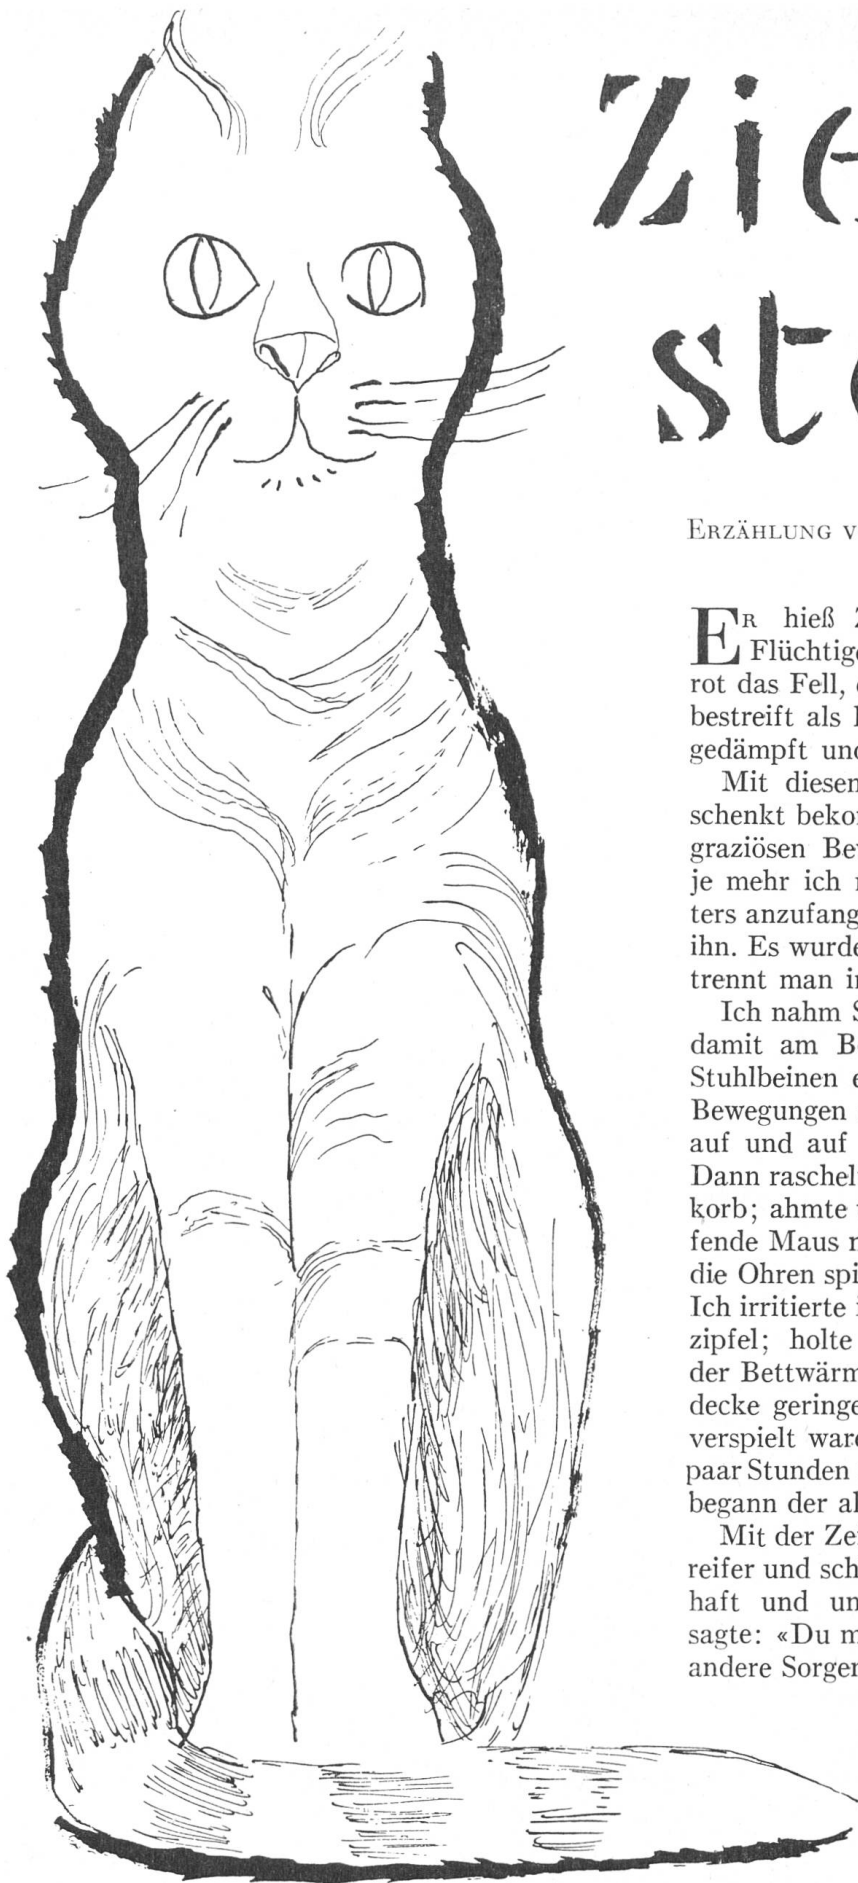 Zie
st
ERZÄHLUNG V
ER hieß
Flüchtig
rot das Fell,
bestreift als
gedämpft und
Mit diesen
schenkt beko
graziösen Be
je mehr ich
ters anzufang
ihn. Es wurde
trennt man i
Ich nahm S
damit am B
Stuhlbeinen e
Bewegungen
auf und auf
Dann raschel
korb; ahmte
fende Maus
die Ohren spi
Ich irritierte i
zipfel; holte
der Bettwärm
decke geringe
verspielt ware
paar Stunden
begann der al
Mit der Ze
reifer und sch
haft und un
sagte: «Du m
andere Sorgen